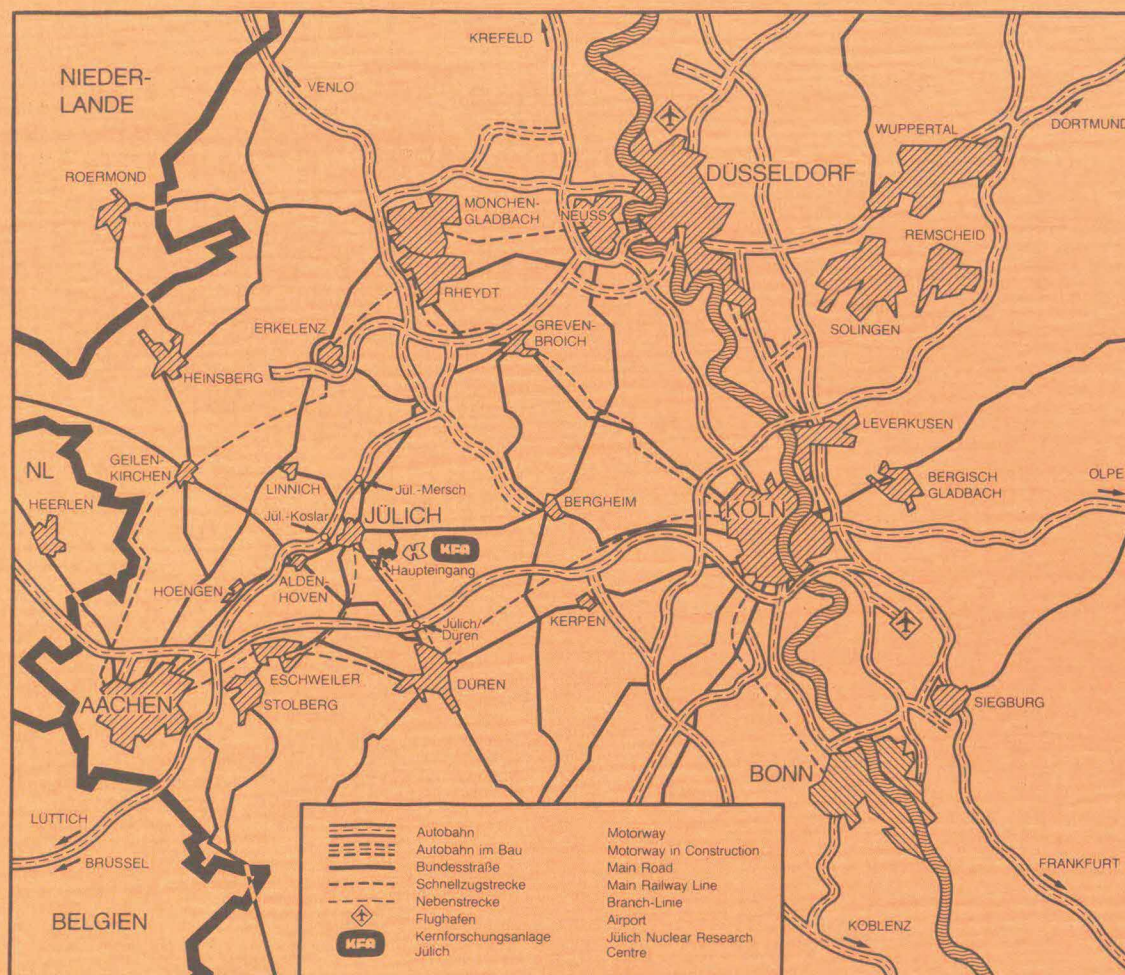 KREFELD
NIEDER-
LANDE
VENLO
DORTMUND
WUPPERTAL
DÜSSELDORF
ROERMOND
MÖNCHEN-
GLADBACH
NEUSS
REMSCHEID
RHEYDT
ERKELENZ
GREVEN-
BROICH
SOLINGEN
HEINSBERG
LEVERKUSEN
NL
GEILEN-
KIRCHEN
LINNICH
Jül.-Mersch
BERGHEIM
BERGISCH
GLADBACH
OLPE
HEERLEN
Jül.-Koslar
JÜLICH
KÖLN
KFA
Haupteingang
HOENGEN
ALDEN-
HOVEN
Jülich/
Düren
KERPEN
ESCHWEILER
DÜREN
AACHEN
STOLBERG
SIEGBURG
BONN
LÜTTICH
BRÜSSEL
FRANKFURT
BELGIEN
KOBLENZ
Autobahn Motorway
Autobahn im Bau Motorway in Construction
Bundesstraße Main Road
Schnellzugstrecke Main Railway Line
Nebenstrecke Branch-Linie
Flughafen Airport
KFA Kernforschungsanlage Jülich Nuclear Research
Jülich Centre